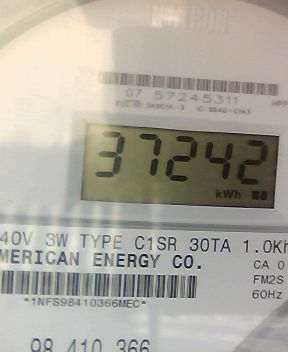 07 57245311
37242
kWh
40V 3W TYPE C1SR 30TA 1.0Kh
MERICAN ENERGY CO.
CA 0
FM2S
60Hz
*1NFS98410366MEC*
98 410 366